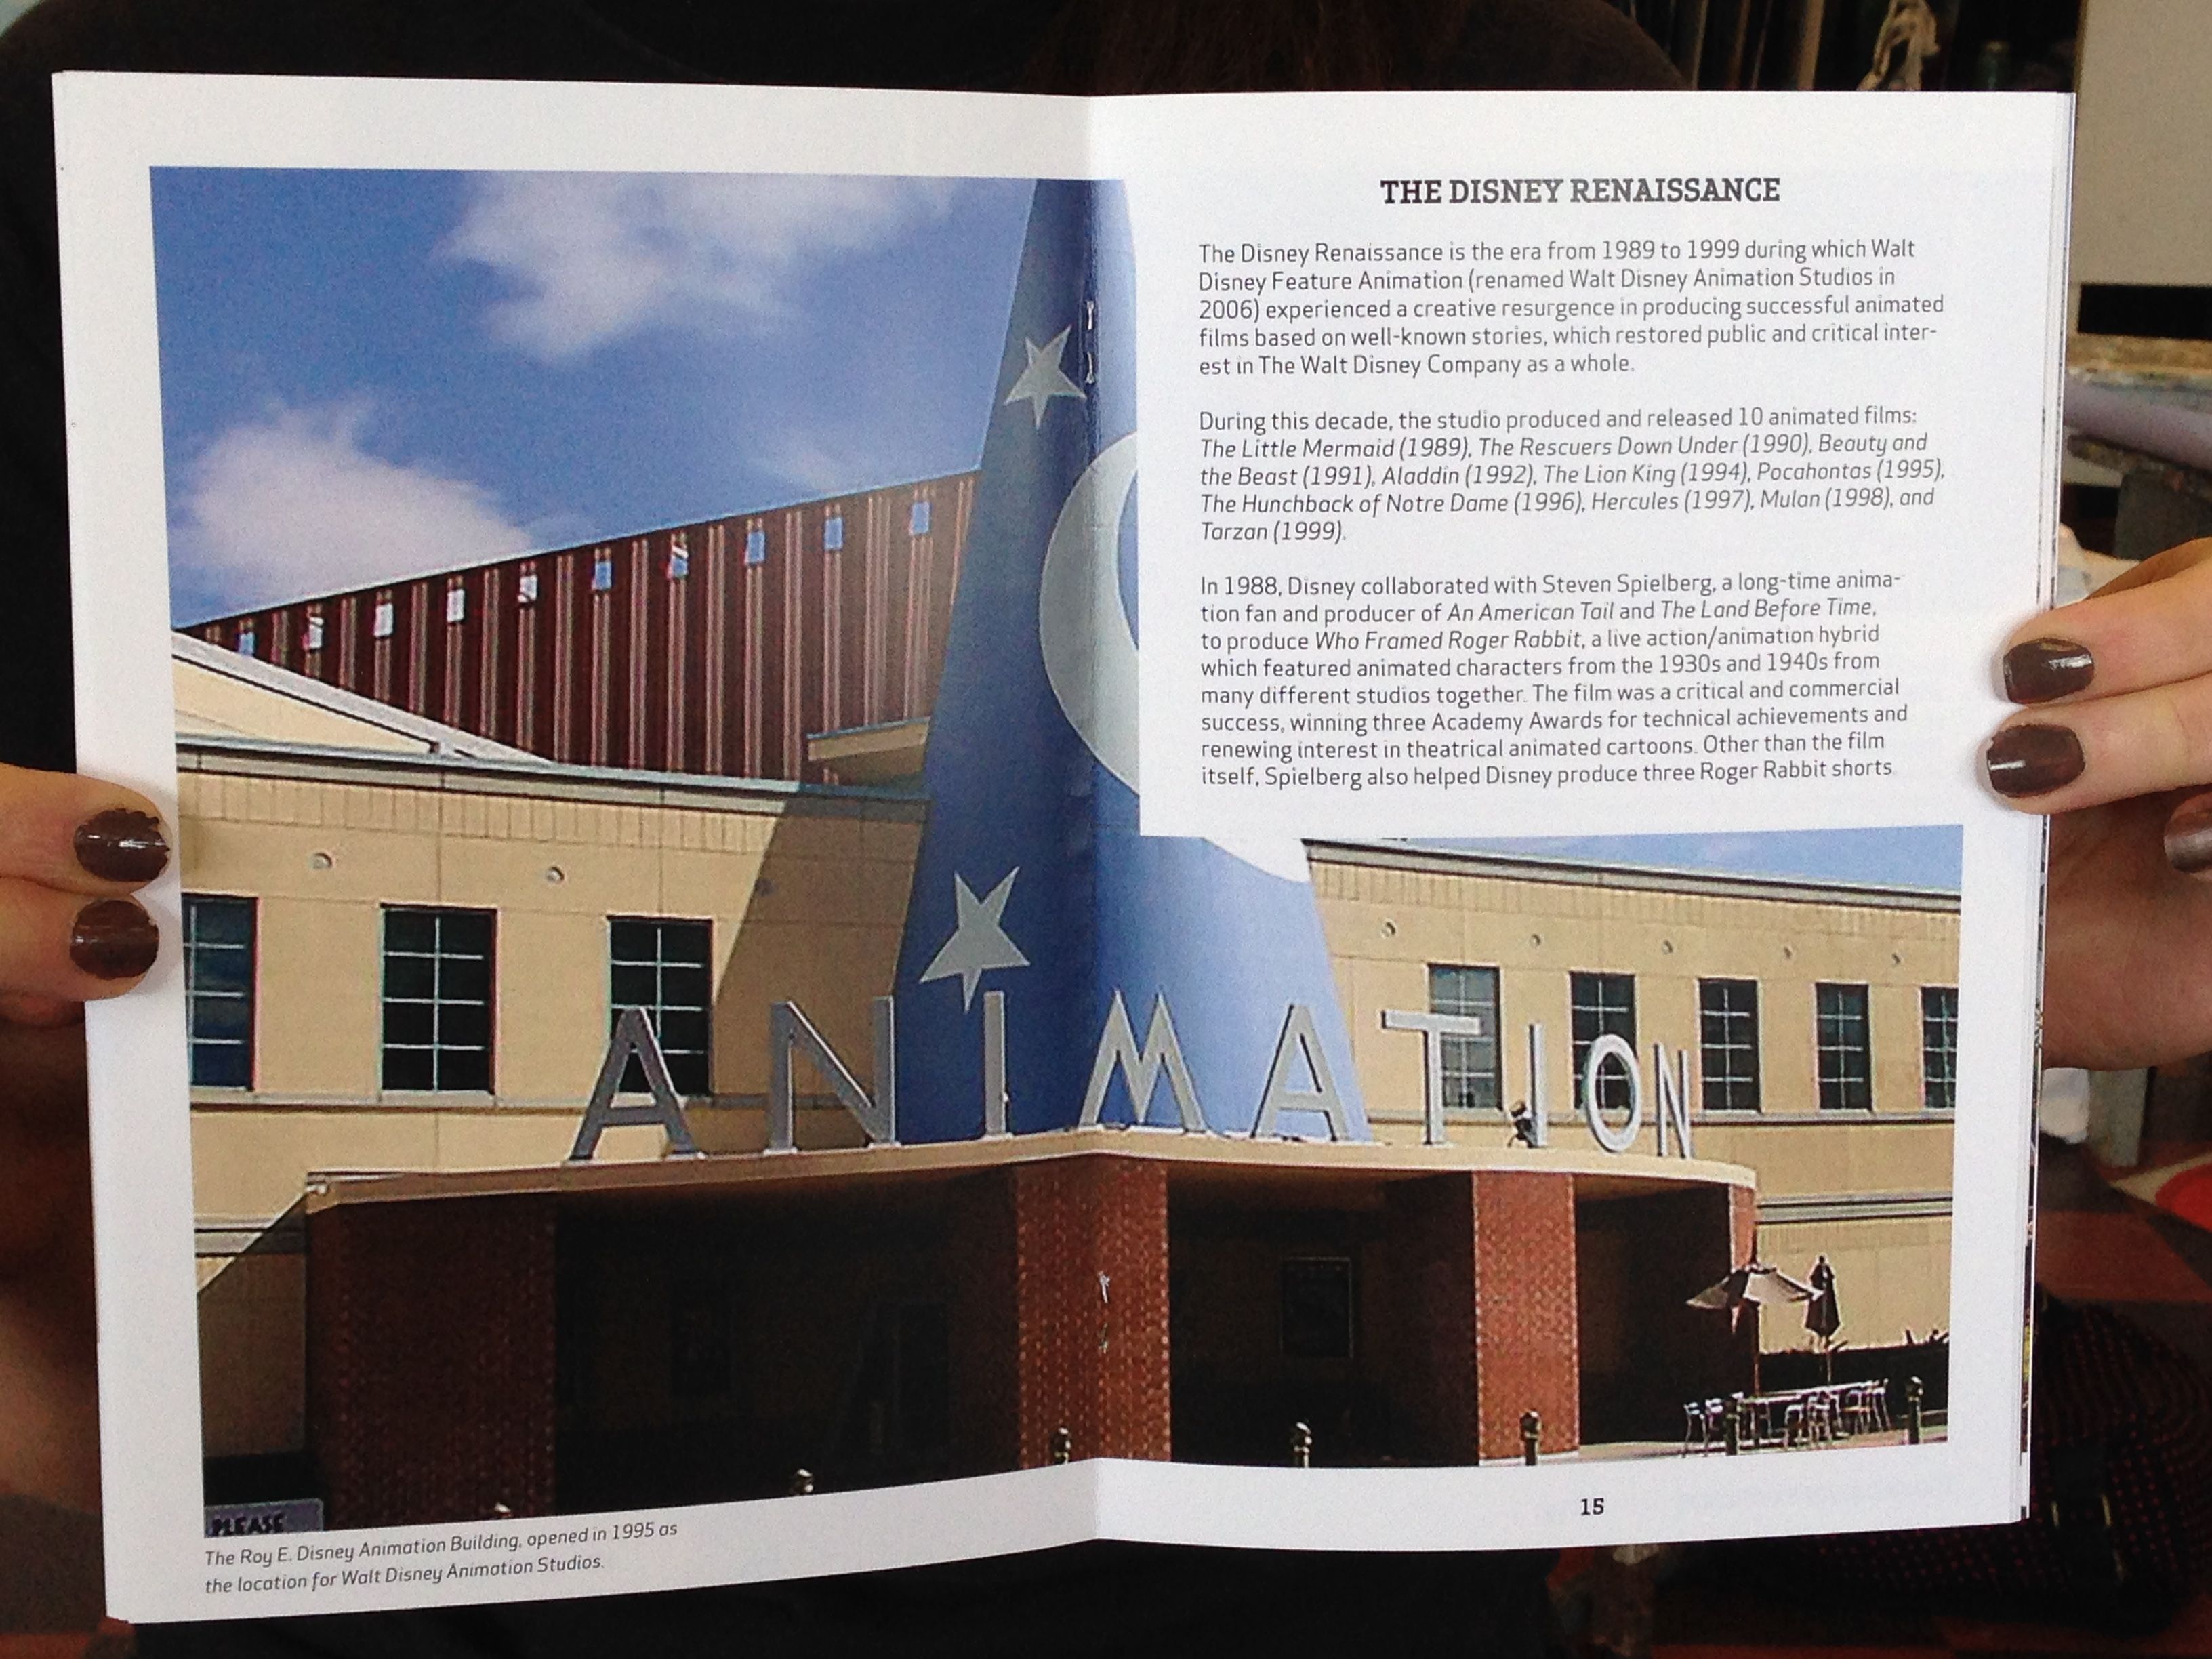 THE DISNEY RENAISSANCE
The Disney Renaissance is the era from 1989 to 1999 during which Walt
Disney Feature Animation (renamed Walt Disney Animation Studios in
2006) experienced a creative resurgence in producing successful animated
films based on well-known stories, which restored public and critical inter-
est in The Walt Disney Company as a whole.
During this decade, the studio produced and released 10 animated films:
The Little Mermaid (1989), The Rescuers Down Under (1990), Beauty and
the Beast (1991), Aladdin (1992), The Lion King (1994), Pocahontas (1995),
The Hunchback of Notre Dame (1996), Hercules (1997), Mulan (1998), and
Tarzan (1999).
In 1988, Disney collaborated with Steven Spielberg, a long-time anima-
tion fan and producer of An American Tail and The Land Before Time,
to produce Who Framed Roger Rabbit, a live action/animation hybrid
which featured animated characters from the 1930s and 1940s from
many different studios together. The film was a critical and commercial
success, winning three Academy Awards for technical achievements and
renewing interest in theatrical animated cartoons. Other than the film
itself, Spielberg also helped Disney produce three Roger Rabbit shorts
ANIMATION
PLEASE
The Roy E. Disney Animation Building, opened in 1995 as
the location for Walt Disney Animation Studios.
15